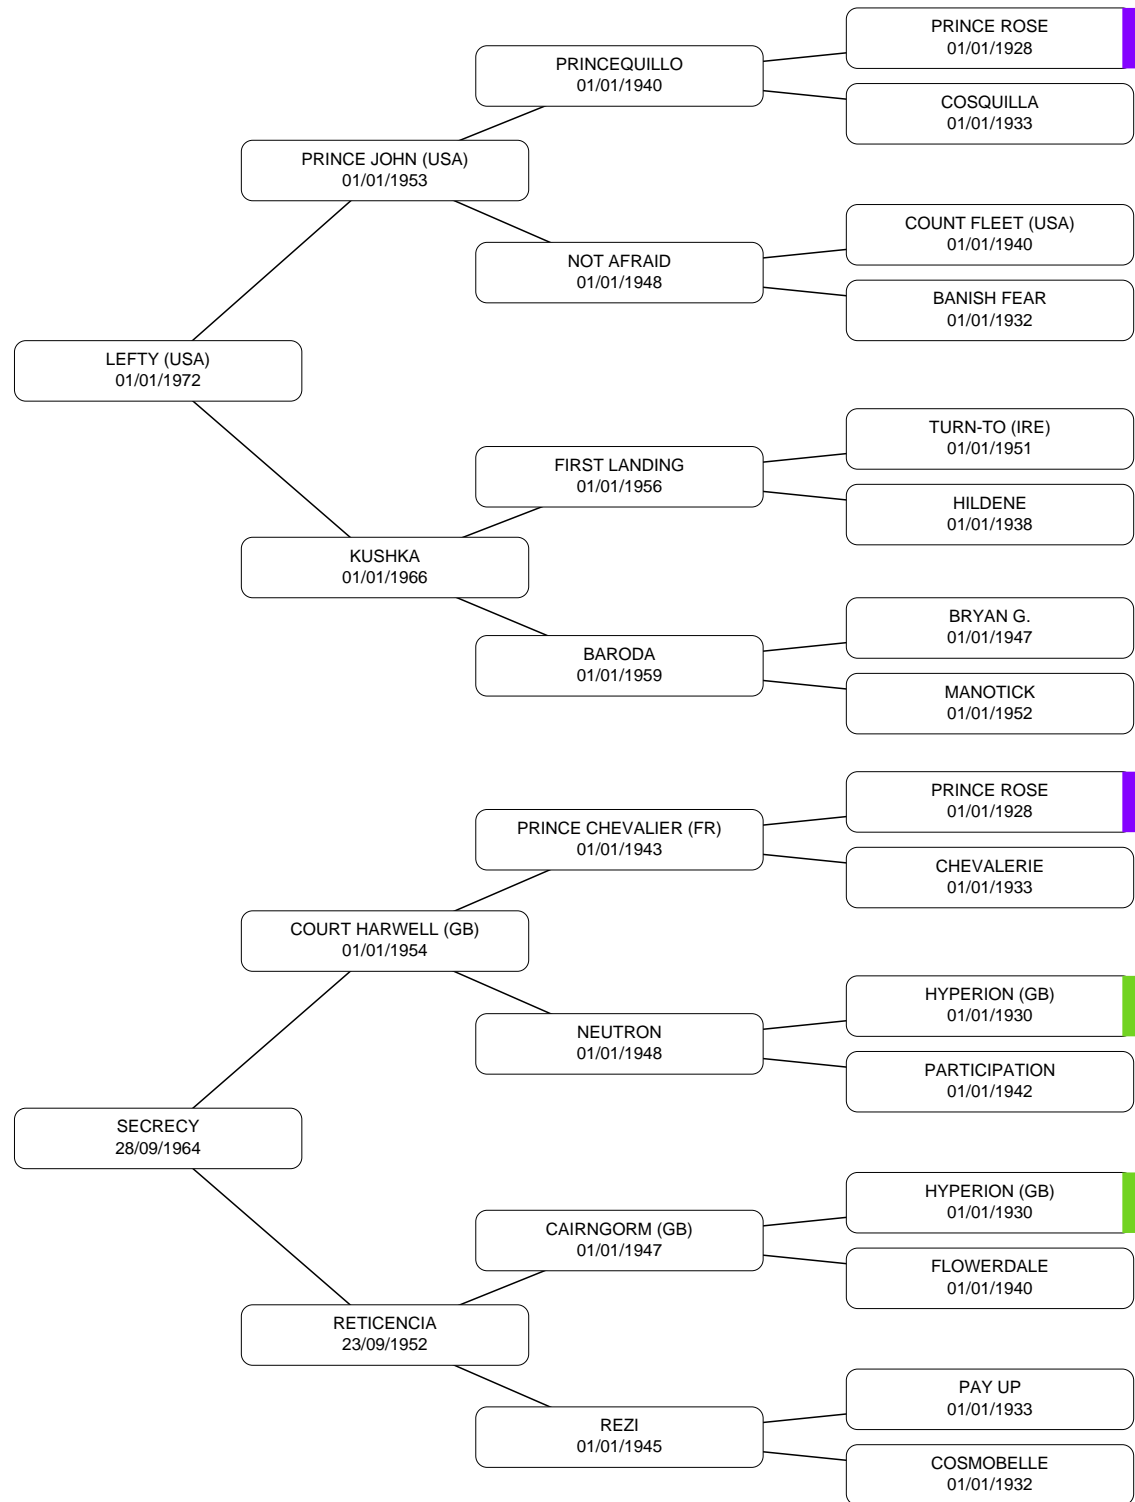 PRINCE ROSE
01/01/1928
PRINCEQUILLO
01/01/1940
COSQUILLA
01/01/1933
PRINCE JOHN (USA)
01/01/1953
COUNT FLEET (USA)
01/01/1940
NOT AFRAID
01/01/1948
BANISH FEAR
01/01/1932
LEFTY (USA)
01/01/1972
TURN-TO (IRE)
01/01/1951
FIRST LANDING
01/01/1956
HILDENE
01/01/1938
KUSHKA
01/01/1966
BRYAN G.
01/01/1947
BARODA
01/01/1959
MANOTICK
01/01/1952
PRINCE ROSE
01/01/1928
PRINCE CHEVALIER (FR)
01/01/1943
CHEVALERIE
01/01/1933
COURT HARWELL (GB)
01/01/1954
HYPERION (GB)
01/01/1930
NEUTRON
01/01/1948
PARTICIPATION
01/01/1942
SECRECY
28/09/1964
HYPERION (GB)
01/01/1930
CAIRNGORM (GB)
01/01/1947
FLOWERDALE
01/01/1940
RETICENCIA
23/09/1952
PAY UP
01/01/1933
REZI
01/01/1945
COSMOBELLE
01/01/1932